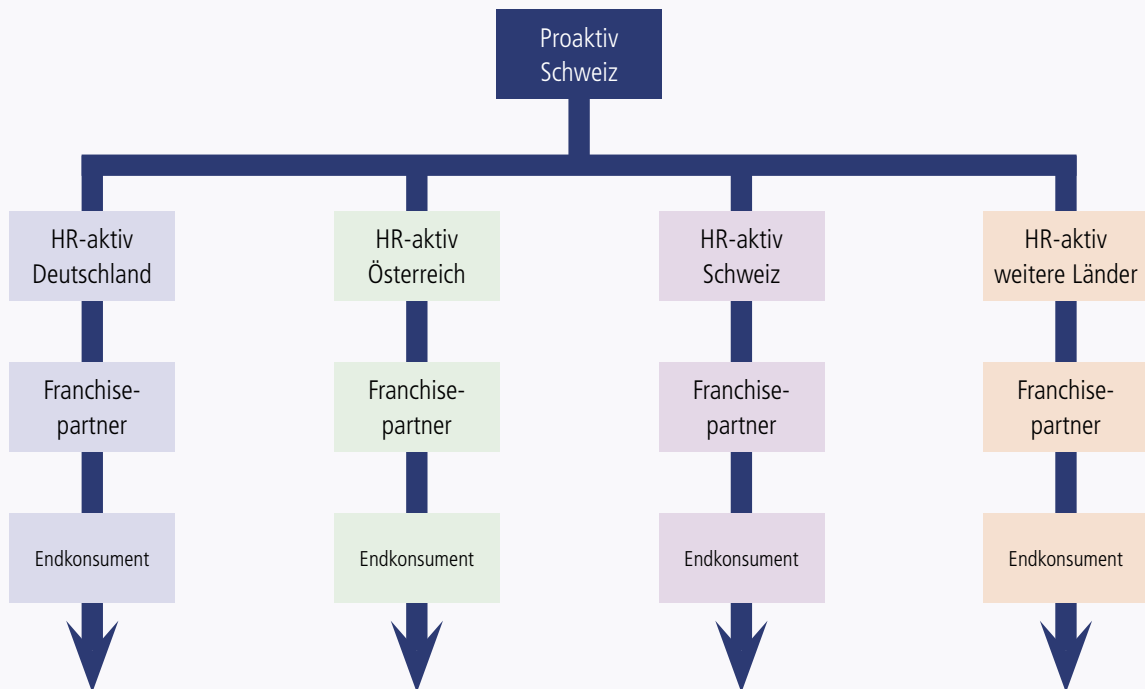 Proaktiv
Schweiz
HR-aktiv
Deutschland
HR-aktiv
Österreich
HR-aktiv
Schweiz
HR-aktiv
weitere Länder
Franchise-
partner
Franchise-
partner
Franchise-
partner
Franchise-
partner
Endkonsument
Endkonsument
Endkonsument
Endkonsument